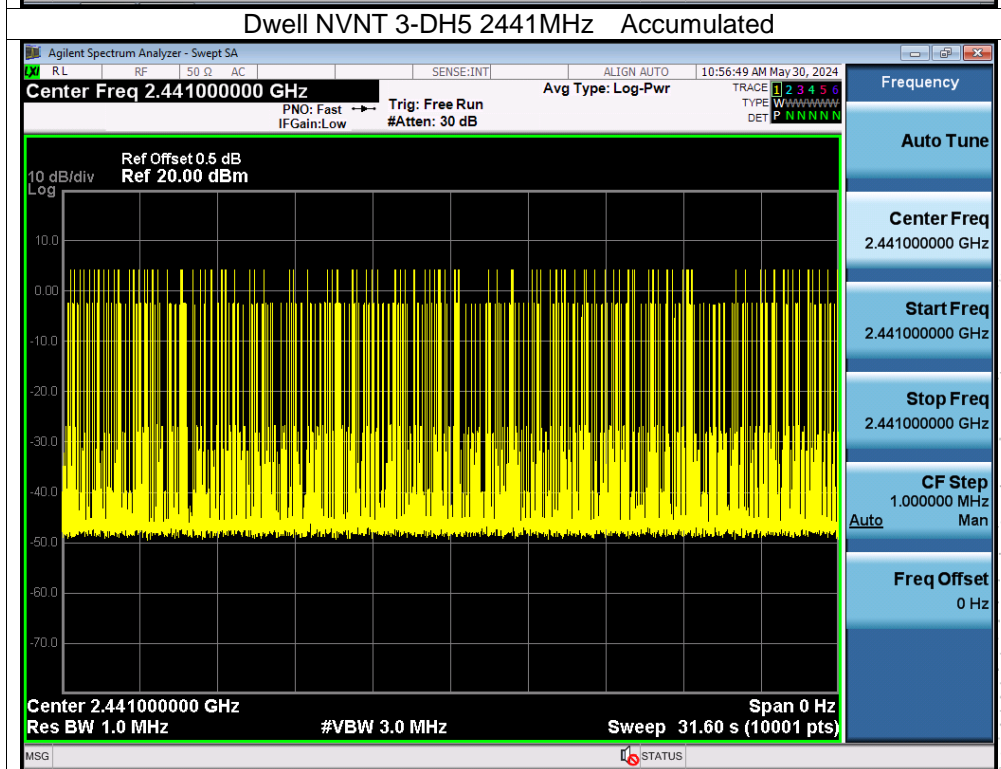 Dwell NVNT 3-DH5 2441MHz Accumulated
Agilent Spectrum Analyzer - Swept SA
LXI RL RF 50 Ω AC SENSE:INT ALIGN AUTO 10:56:49 AM May 30, 2024
Center Freq 2.441000000 GHz
PNO: Fast
IFGain:Low
Trig: Free Run
#Atten: 30 dB
Avg Type: Log-Pwr
TRACE 1 2 3 4 5 6
TYPE WWWWWWW
DET P N N N N N
Frequency
Auto Tune
Center Freq
2.441000000 GHz
Start Freq
2.441000000 GHz
Stop Freq
2.441000000 GHz
CF Step
1.000000 MHz
Auto Man
Freq Offset
0 Hz
Ref Offset 0.5 dB
10 dB/div Ref 20.00 dBm
Log
10.0
0.00
-10.0
-20.0
-30.0
-40.0
-50.0
-60.0
-70.0
Center 2.441000000 GHz Span 0 Hz
Res BW 1.0 MHz #VBW 3.0 MHz Sweep 31.60 s (10001 pts)
MSG STATUS